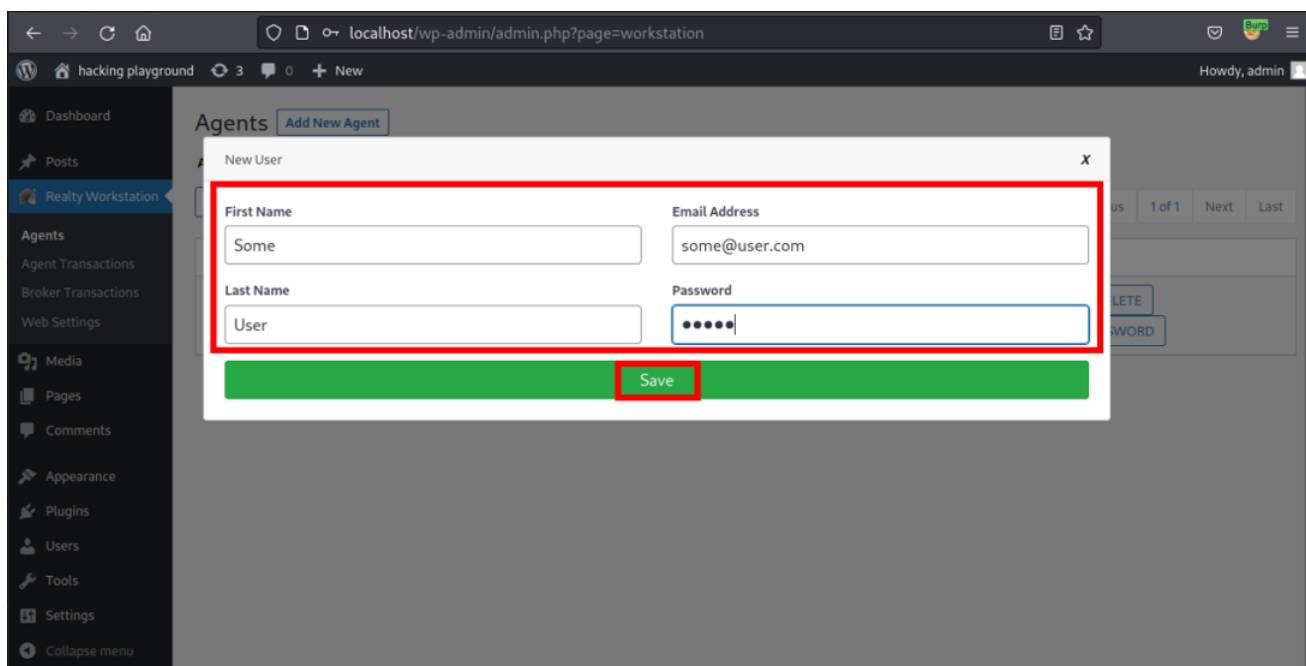 localhost/wp-admin/admin.php?page=workstation
Burp
hacking playground 3 0 + New Howdy, admin
Dashboard
Posts
Realty Workstation
Agents
Agent Transactions
Broker Transactions
Web Settings
Media
Pages
Comments
Appearance
Plugins
Users
Tools
Settings
Collapse menu
Agents Add New Agent
New User X
First Name Email Address
Some some@user.com
Last Name Password
User •••••
Save
1 of 1 Next Last